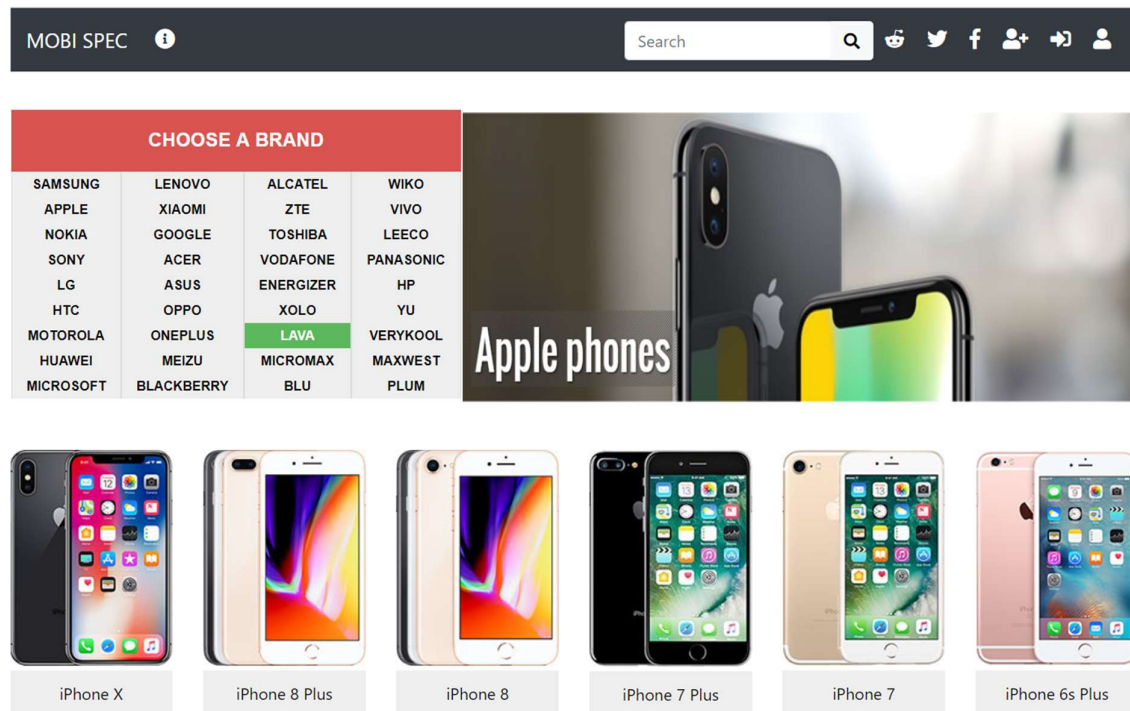 MOBI SPEC
Search
CHOOSE A BRAND
SAMSUNG LENOVO ALCATEL WIKO
APPLE XIAOMI ZTE VIVO
NOKIA GOOGLE TOSHIBA LEECO
SONY ACER VODAFONE PANASONIC
LG ASUS ENERGIZER HP
HTC OPPO XOLO YU
MOTOROLA ONEPLUS LAVA VERYKOOL
HUAWEI MEIZU MICROMAX MAXWEST
MICROSOFT BLACKBERRY BLU PLUM
Apple phones
iPhone X iPhone 8 Plus iPhone 8 iPhone 7 Plus iPhone 7 iPhone 6s Plus